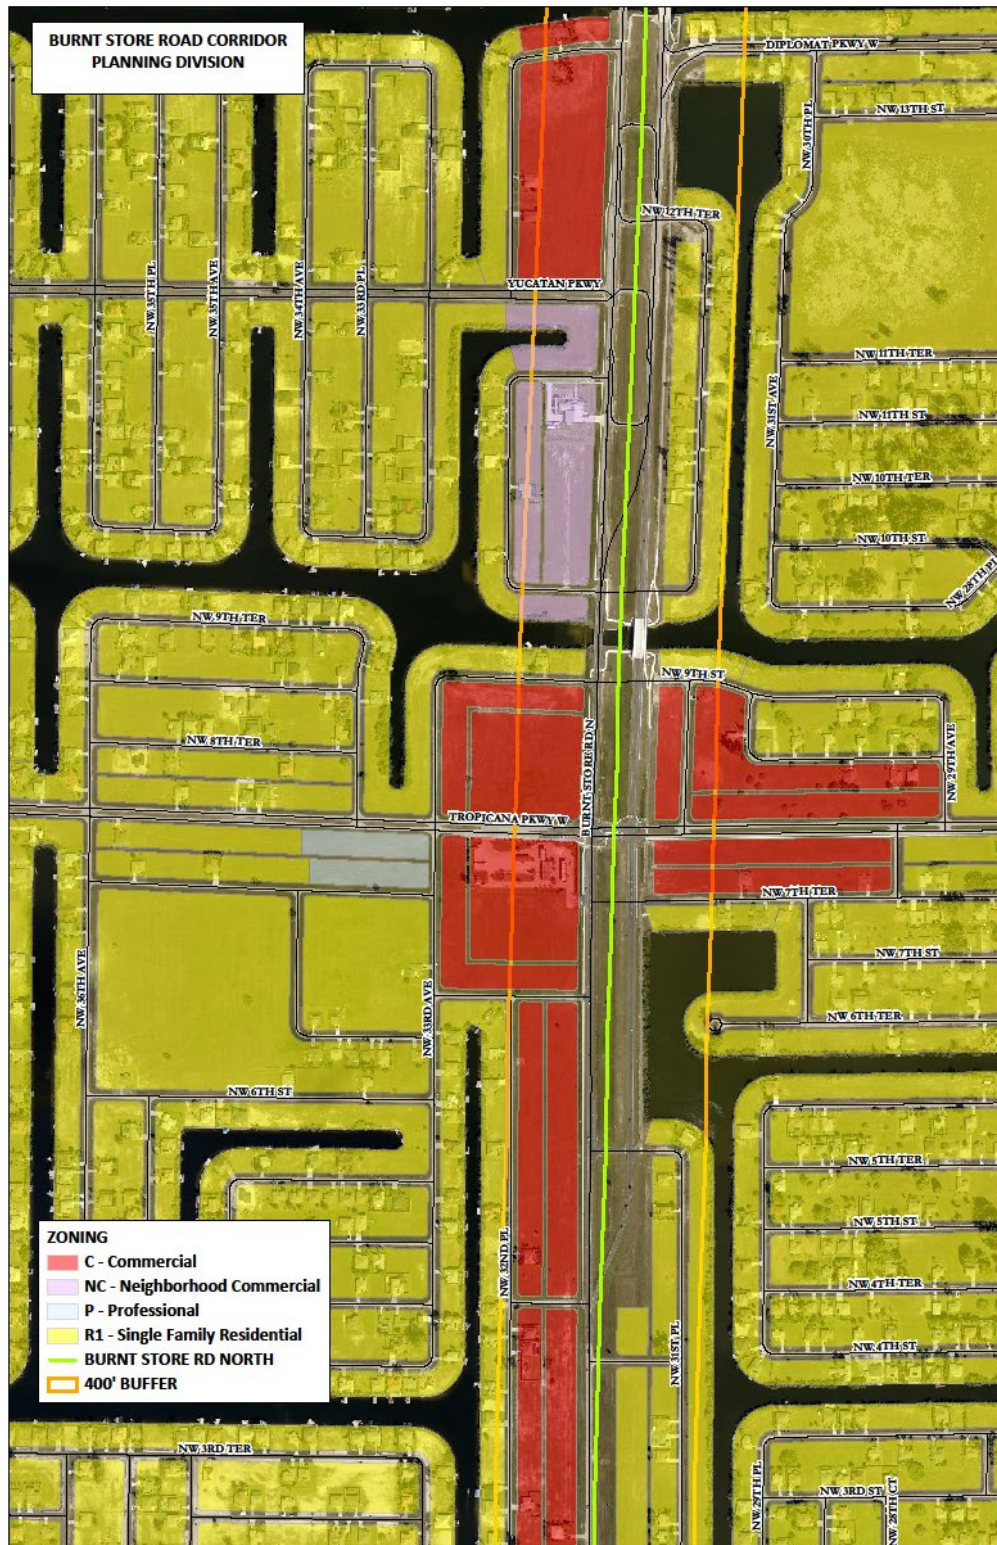 BURNT STORE ROAD CORRIDOR
PLANNING DIVISION
DIPLOMAT PKWY W
NW 13TH ST
NW 30TH PL
NW 12TH TER
YUCATAN PKWY
NW 35TH PL
NW 35TH AVE
NW 34TH AVE
NW 33RD PL
NW 11TH TER
NW 31ST AVE
NW 11TH ST
NW 10TH TER
NW 10TH ST
NW 28TH PL
NW 9TH TER
NW 9TH ST
NW 8TH TER
BURNT STORE RD N
NW 29TH AVE
TROPICANA PKWY W
NW 7TH TER
NW 36TH AVE
NW 33RD AVE
NW 7TH ST
NW 6TH TER
NW 6TH ST
NW 5TH TER
NW 5TH ST
NW 32ND PL
NW 4TH TER
NW 31ST PL
NW 4TH ST
ZONING
C - Commercial
NC - Neighborhood Commercial
P - Professional
R1 - Single Family Residential
BURNT STORE RD NORTH
400' BUFFER
NW 3RD TER
NW 29TH PL
NW 3RD ST
NW 28TH CT